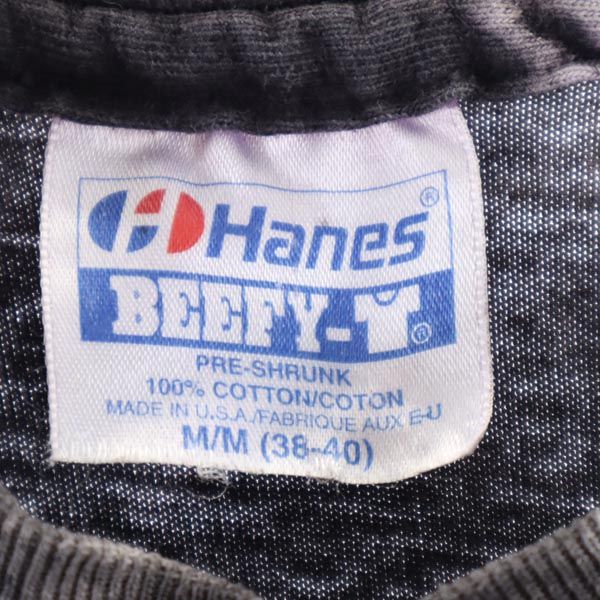 Hanes®
BEEFY-T®
PRE-SHRUNK
100% COTTON/COTON
MADE IN U.S.A./FABRIQUE AUX E-U
M/M (38-40)